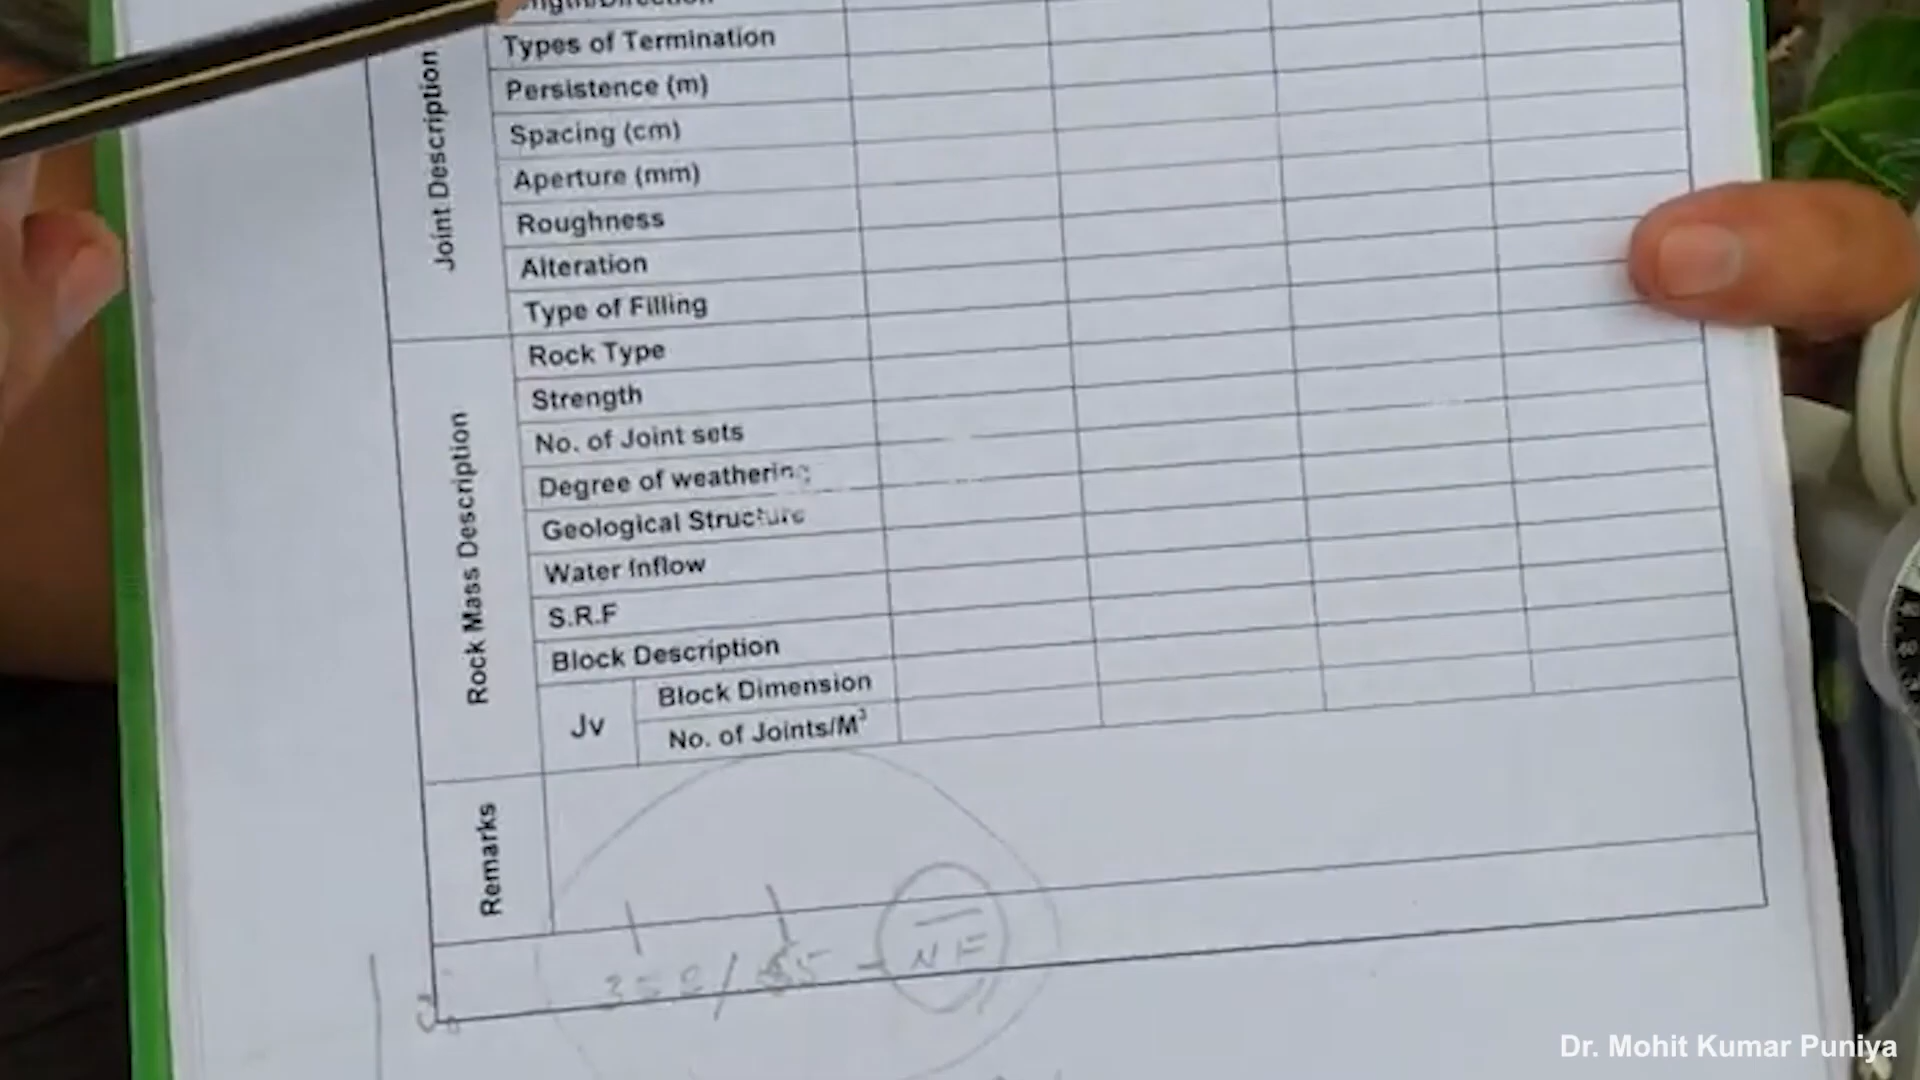 Types of Termination
Persistence (m)
Spacing (cm)
Aperture (mm)
Roughness
Alteration
Type of Filling
Joint Description
Rock Type
Strength
No. of Joint sets
Degree of weathering
Geological Structure
Water Inflow
S.R.F
Block Description
Jv
Block Dimension
No. of Joints/M³
Rock Mass Description
Remarks
NE
Dr. Mohit Kumar Puniya